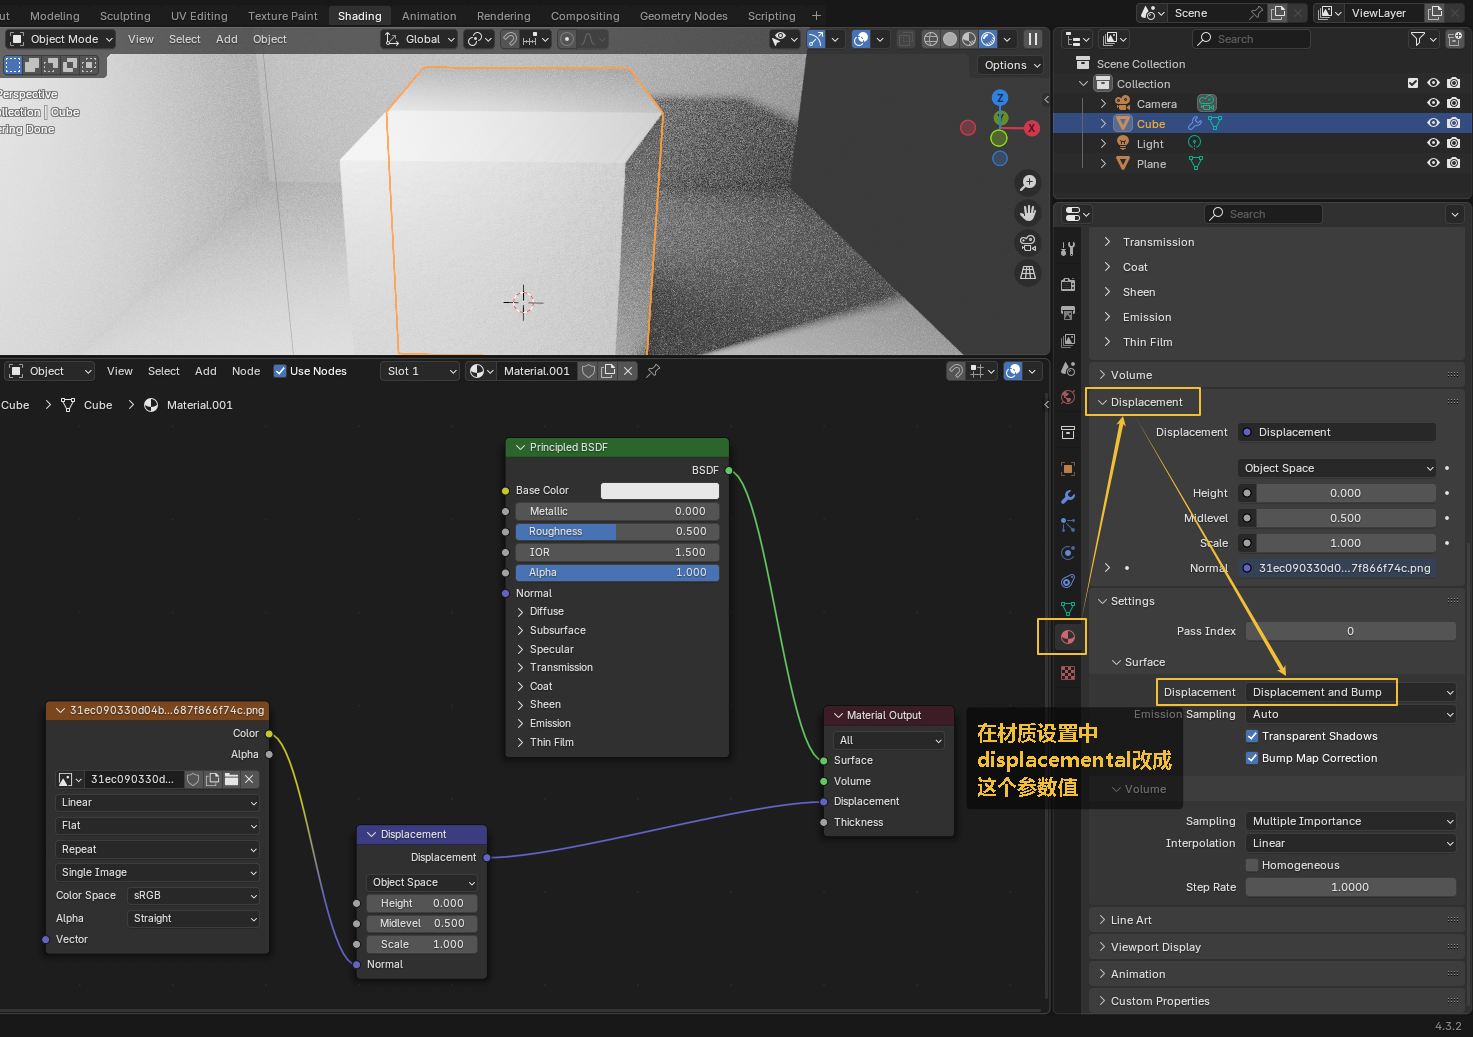 ut
Modeling
Sculpting
UV Editing
Texture Paint
Shading
Animation
Rendering
Compositing
Geometry Nodes
Scripting
Scene
ViewLayer
Object Mode
View
Select
Add
Object
Global
Options
Perspective
llection | Cube
ering Done
Z
Y
X
Search
Scene Collection
Collection
Camera
Cube
Light
Plane
Search
Transmission
Coat
Sheen
Emission
Thin Film
Volume
Displacement
Displacement
Displacement
Object Space
Height
0.000
Midlevel
0.500
Scale
1.000
Normal
31ec090330d0...7f866f74c.png
Settings
Pass Index
0
Surface
Displacement
Displacement and Bump
Emission Sampling
Auto
Transparent Shadows
Bump Map Correction
Volume
Sampling
Multiple Importance
Interpolation
Linear
Homogeneous
Step Rate
1.0000
Line Art
Viewport Display
Animation
Custom Properties
4.3.2
Object
View
Select
Add
Node
Use Nodes
Slot 1
Material.001
Cube
Cube
Material.001
Principled BSDF
BSDF
Base Color
Metallic
0.000
Roughness
0.500
IOR
1.500
Alpha
1.000
Normal
Diffuse
Subsurface
Specular
Transmission
Coat
Sheen
Emission
Thin Film
31ec090330d04b...687f866f74c.png
Color
Alpha
31ec090330d...
Linear
Flat
Repeat
Single Image
Color Space
sRGB
Alpha
Straight
Vector
Displacement
Displacement
Object Space
Height
0.000
Midlevel
0.500
Scale
1.000
Normal
Material Output
All
Surface
Volume
Displacement
Thickness
在材质设置中
displacemental改成
这个参数值